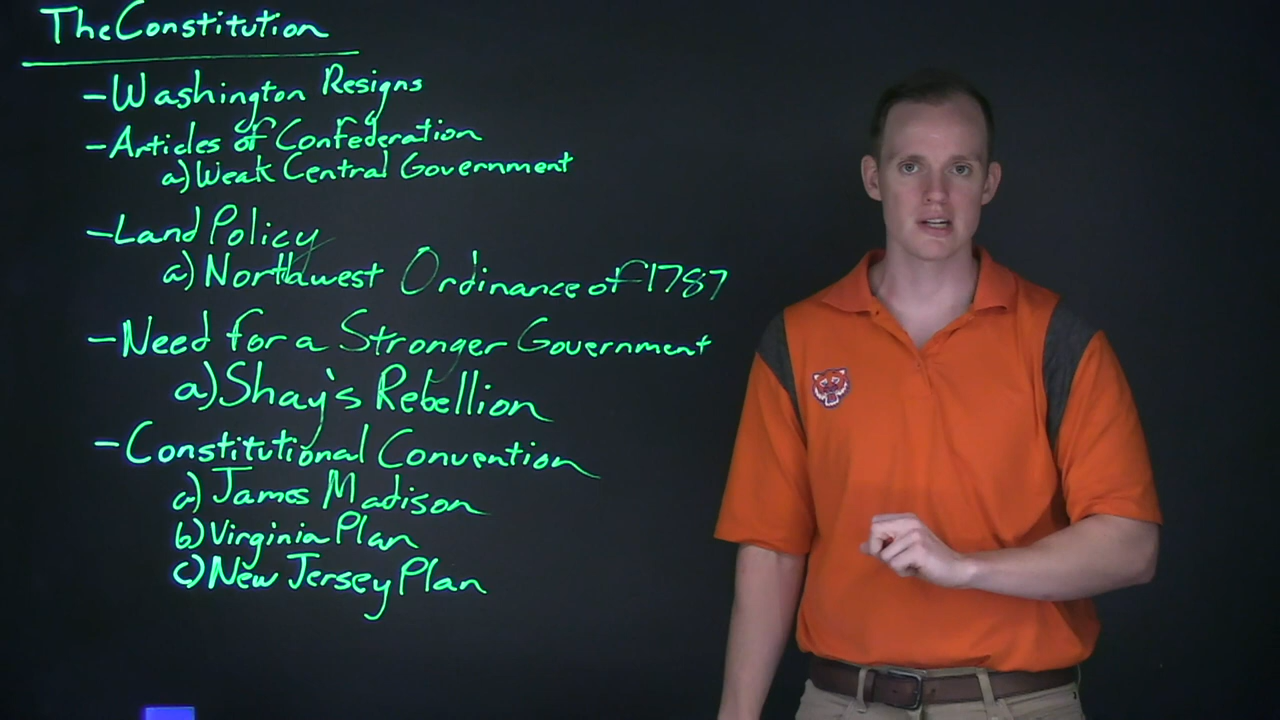 The Constitution
- Washington Resigns
- Articles of Confederation
a) Weak Central Government
- Land Policy
a) Northwest Ordinance of 1787
- Need for a Stronger Government
a) Shay's Rebellion
- Constitutional Convention
a) James Madison
b) Virginia Plan
c) New Jersey Plan